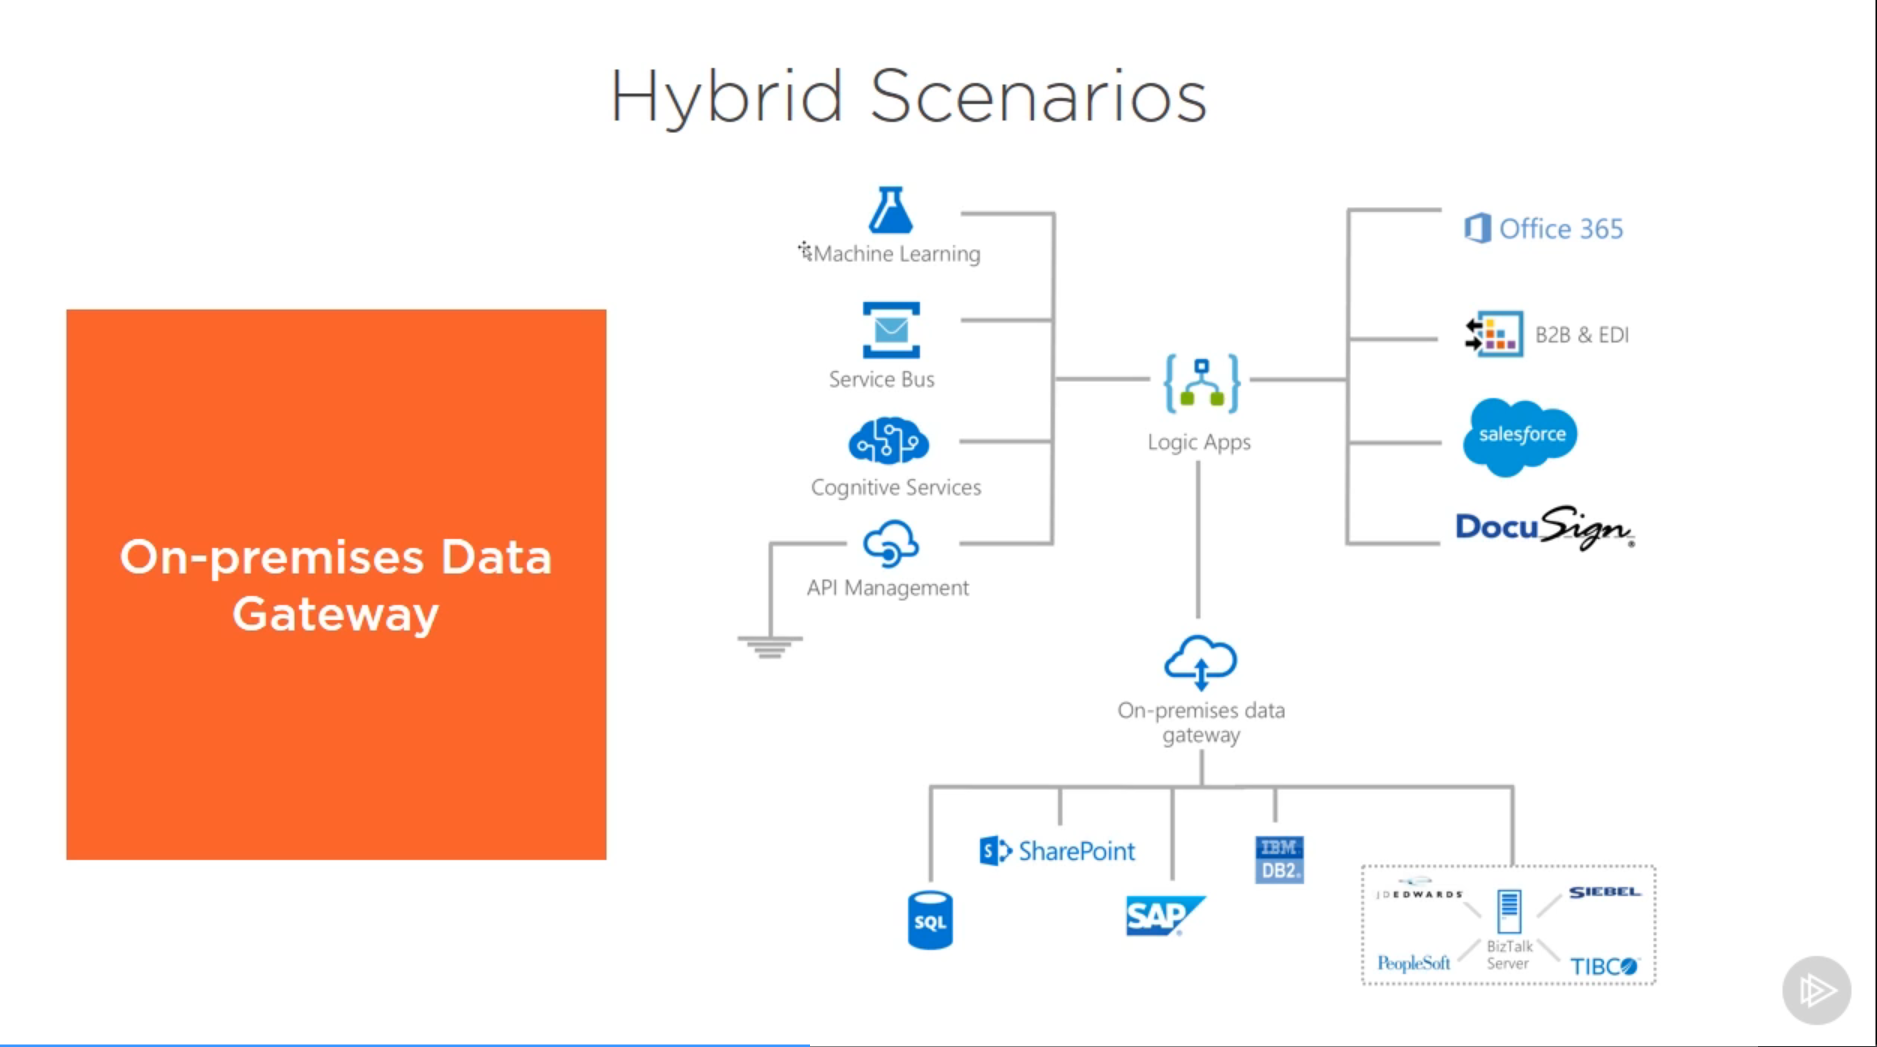 Hybrid Scenarios
On-premises Data
Gateway
Machine Learning
Service Bus
Cognitive Services
API Management
Logic Apps
Office 365
B2B & EDI
salesforce
DocuSign®
On-premises data
gateway
SQL
S SharePoint
SAP®
IBM
DB2®
JDEDWARDS
SIEBEL
BizTalk
Server
PeopleSoft
TIBCO